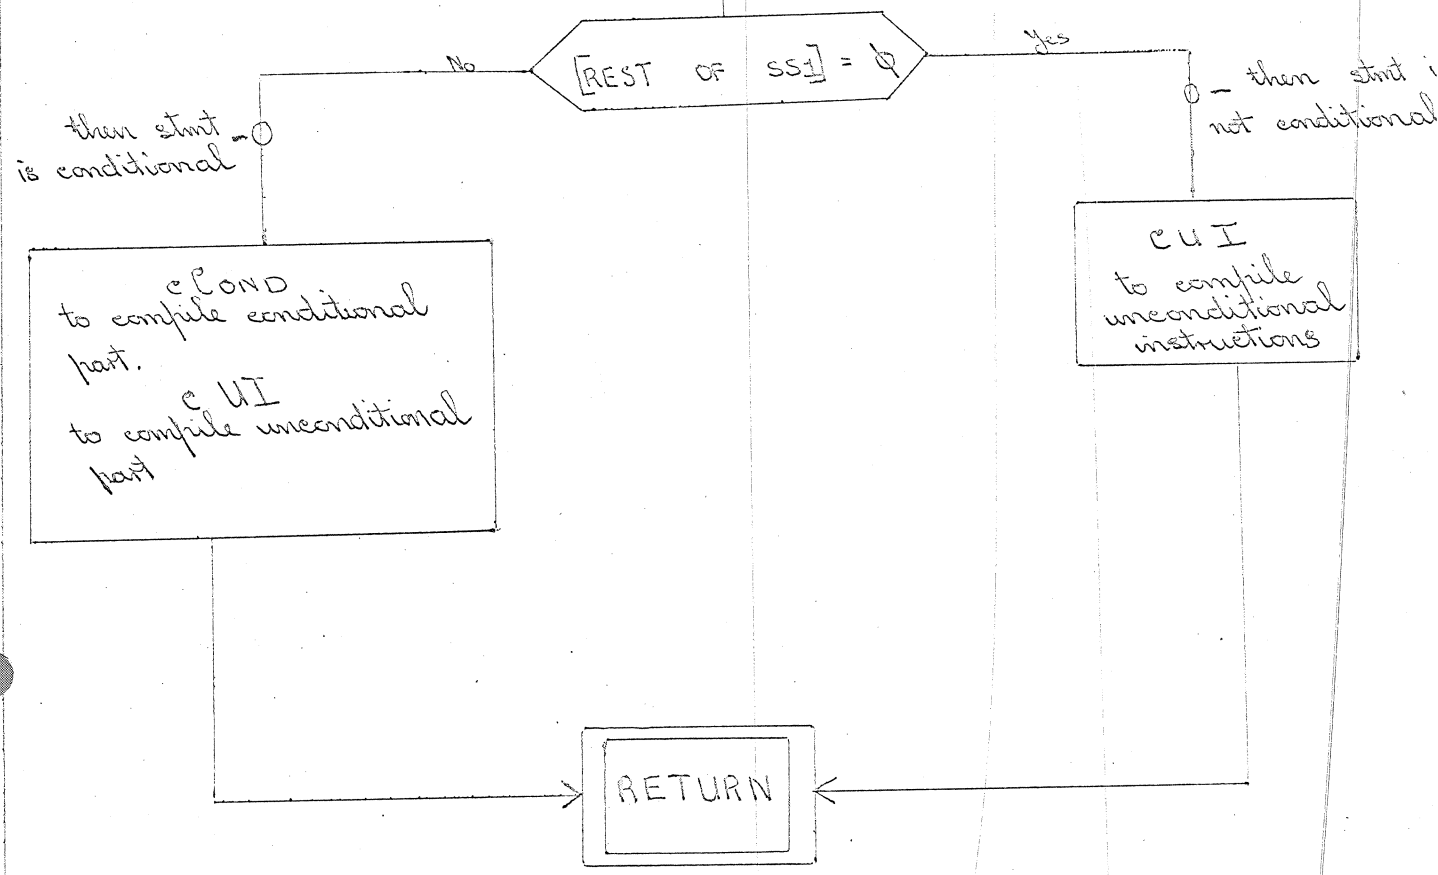 [REST OF SS1] = ϕ
No
Yes
then stmt
is conditional
then stmt i
not conditional
cCOND
to compile conditional
part.
CUI
to compile unconditional
part
CUI
to compile
unconditional
instructions
RETURN